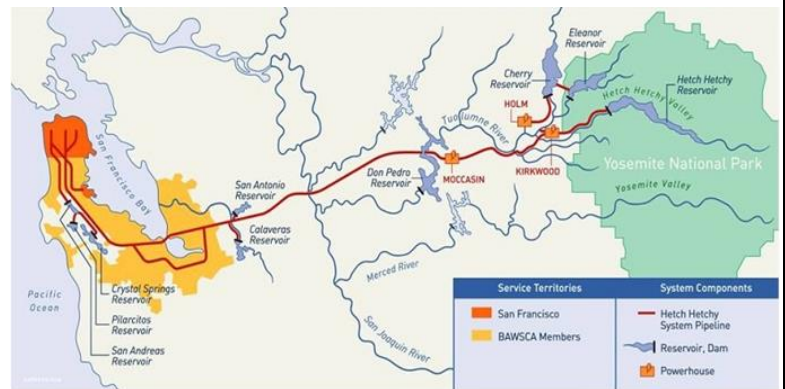 Eleanor
Reservoir
Cherry
Reservoir
Hetch Hetchy
Reservoir
Hetch Hetchy Valley
HOLM
Tuolumne River
KIRKWOOD
Yosemite National Park
San Francisco Bay
San Antonio
Reservoir
Don Pedro
Reservoir
MOCCASIN
Yosemite Valley
Calaveras
Reservoir
Merced River
San Joaquin River
Pacific
Ocean
Crystal Springs
Reservoir
Pilarcitos
Reservoir
San Andreas
Reservoir
Service Territories
San Francisco
BAWSCA Members
System Components
Hetch Hetchy
System Pipeline
Reservoir, Dam
Powerhouse